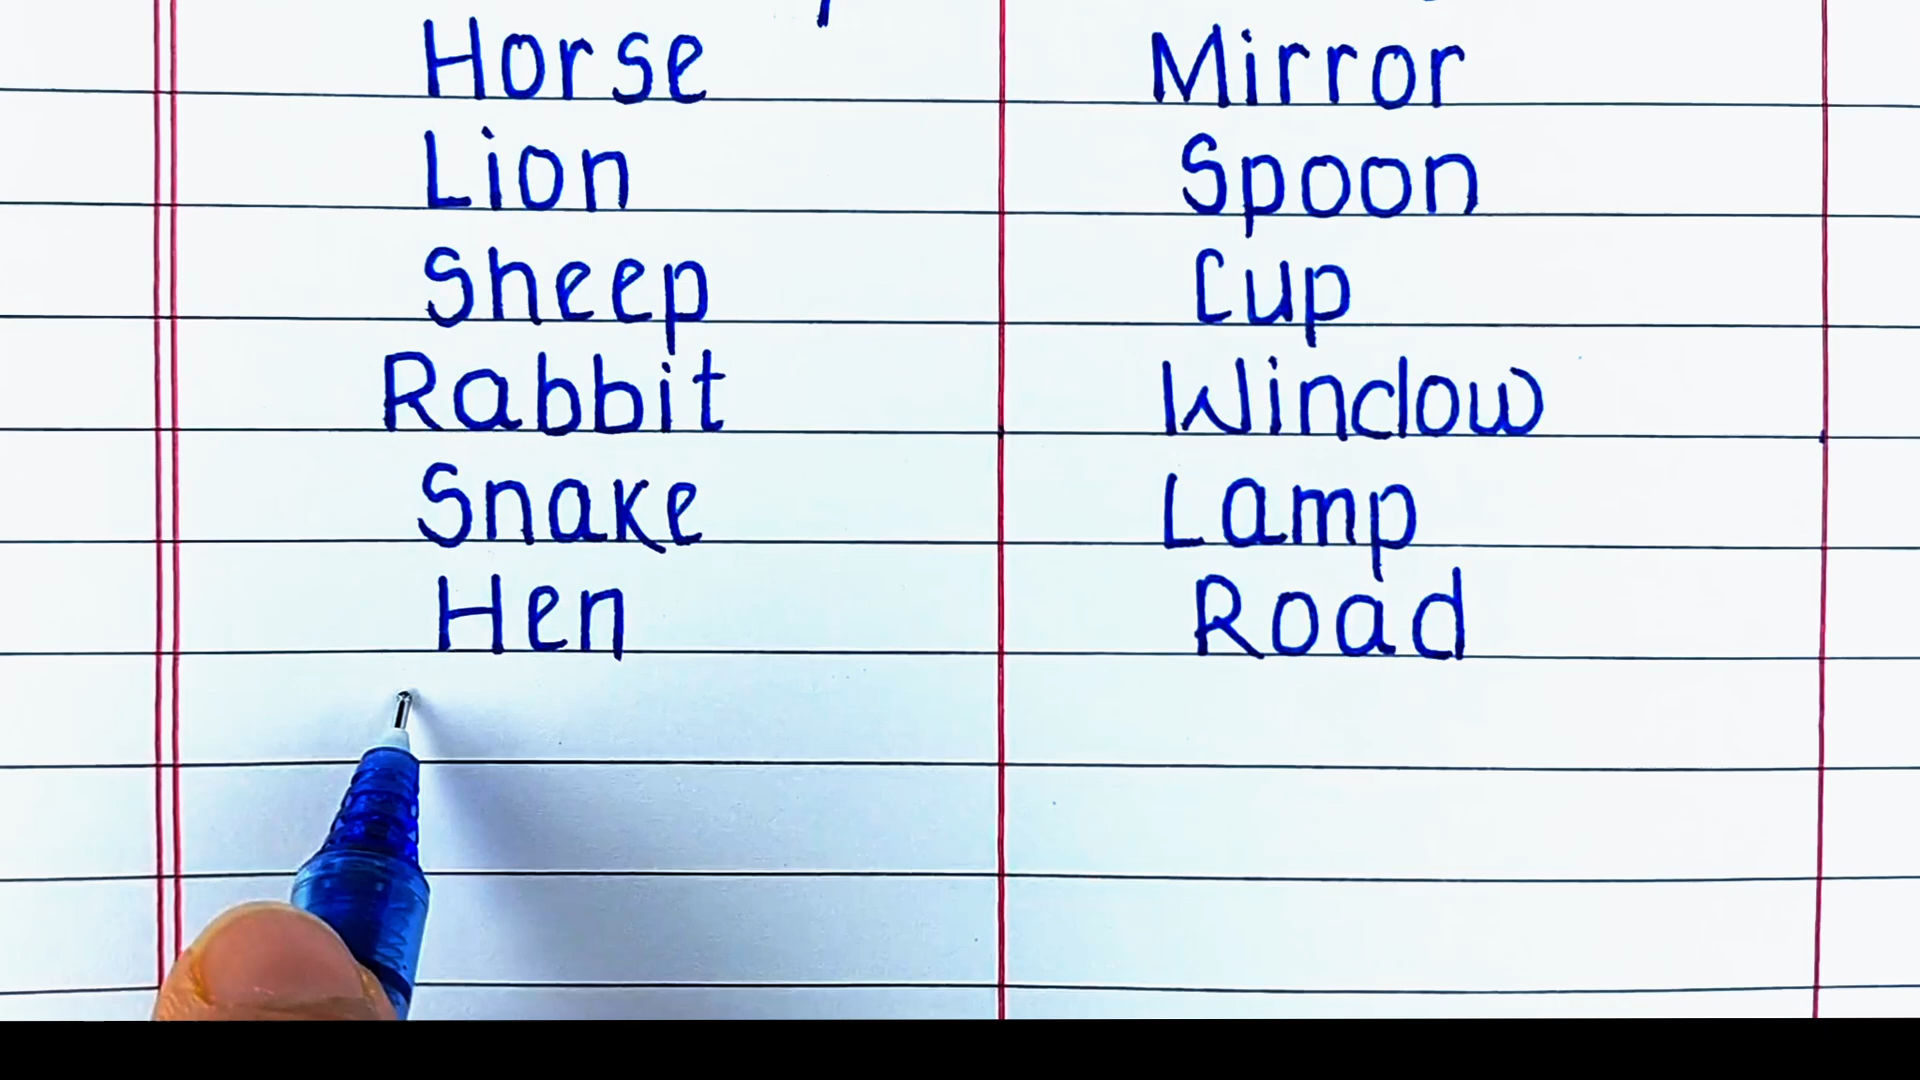 Horse Mirror
Lion Spoon
Sheep Cup
Rabbit Window
Snake Lamp
Hen Road